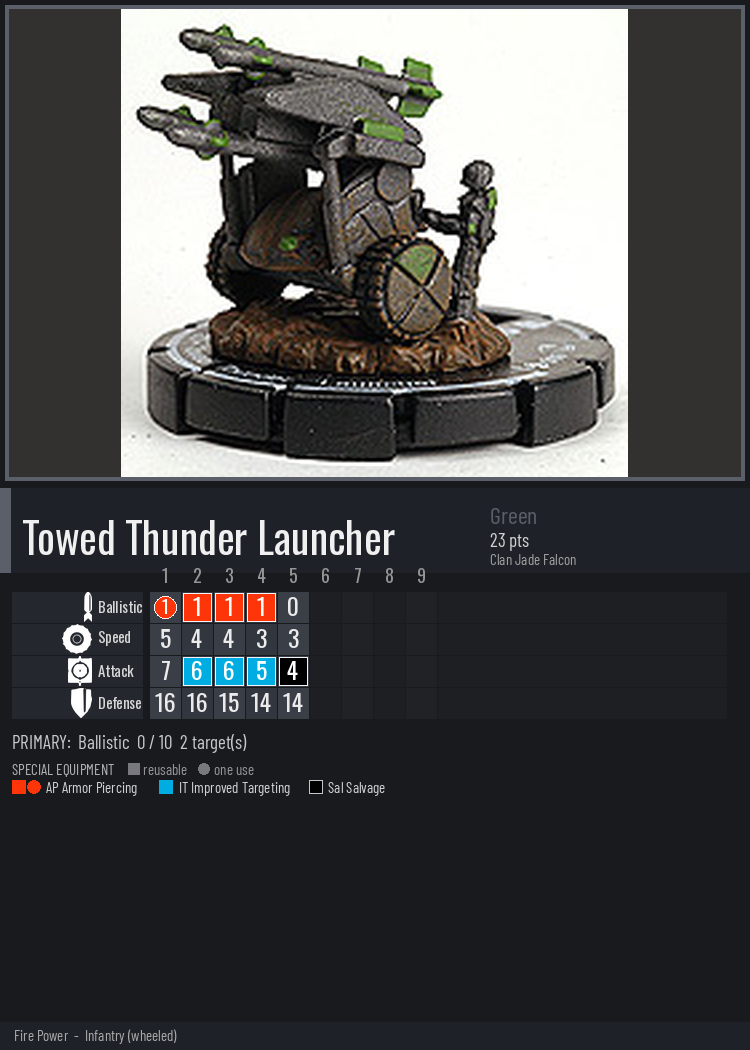 Towed Thunder Launcher
Green
23 pts
Clan Jade Falcon
1 2 3 4 5 6 7 8 9
Ballistic 1 1 1 1 0
Speed 5 4 4 3 3
Attack 7 6 6 5 4
Defense 16 16 15 14 14
PRIMARY: Ballistic 0 / 10 2 target(s)
SPECIAL EQUIPMENT reusable one use
AP Armor Piercing IT Improved Targeting Sal Salvage
Fire Power - Infantry (wheeled)